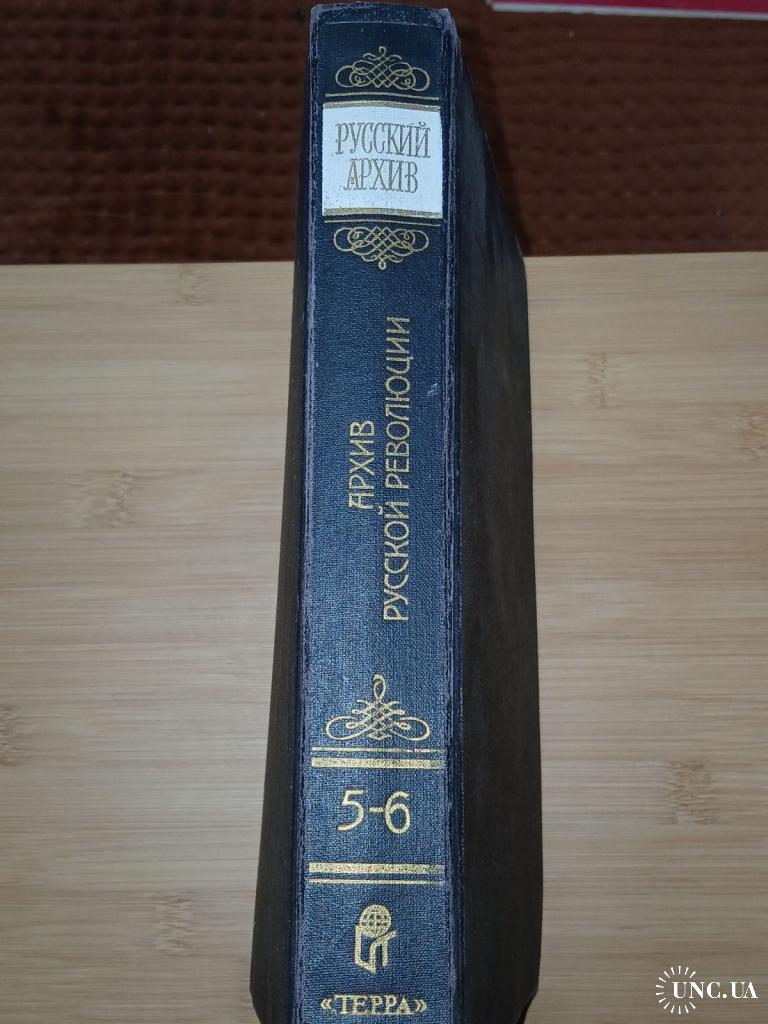 РУССКИЙ
АРХИВ
АРХИВ
РУССКОЙ РЕВОЛЮЦИИ
5-6
«ТЕРРА»
UNC.UA